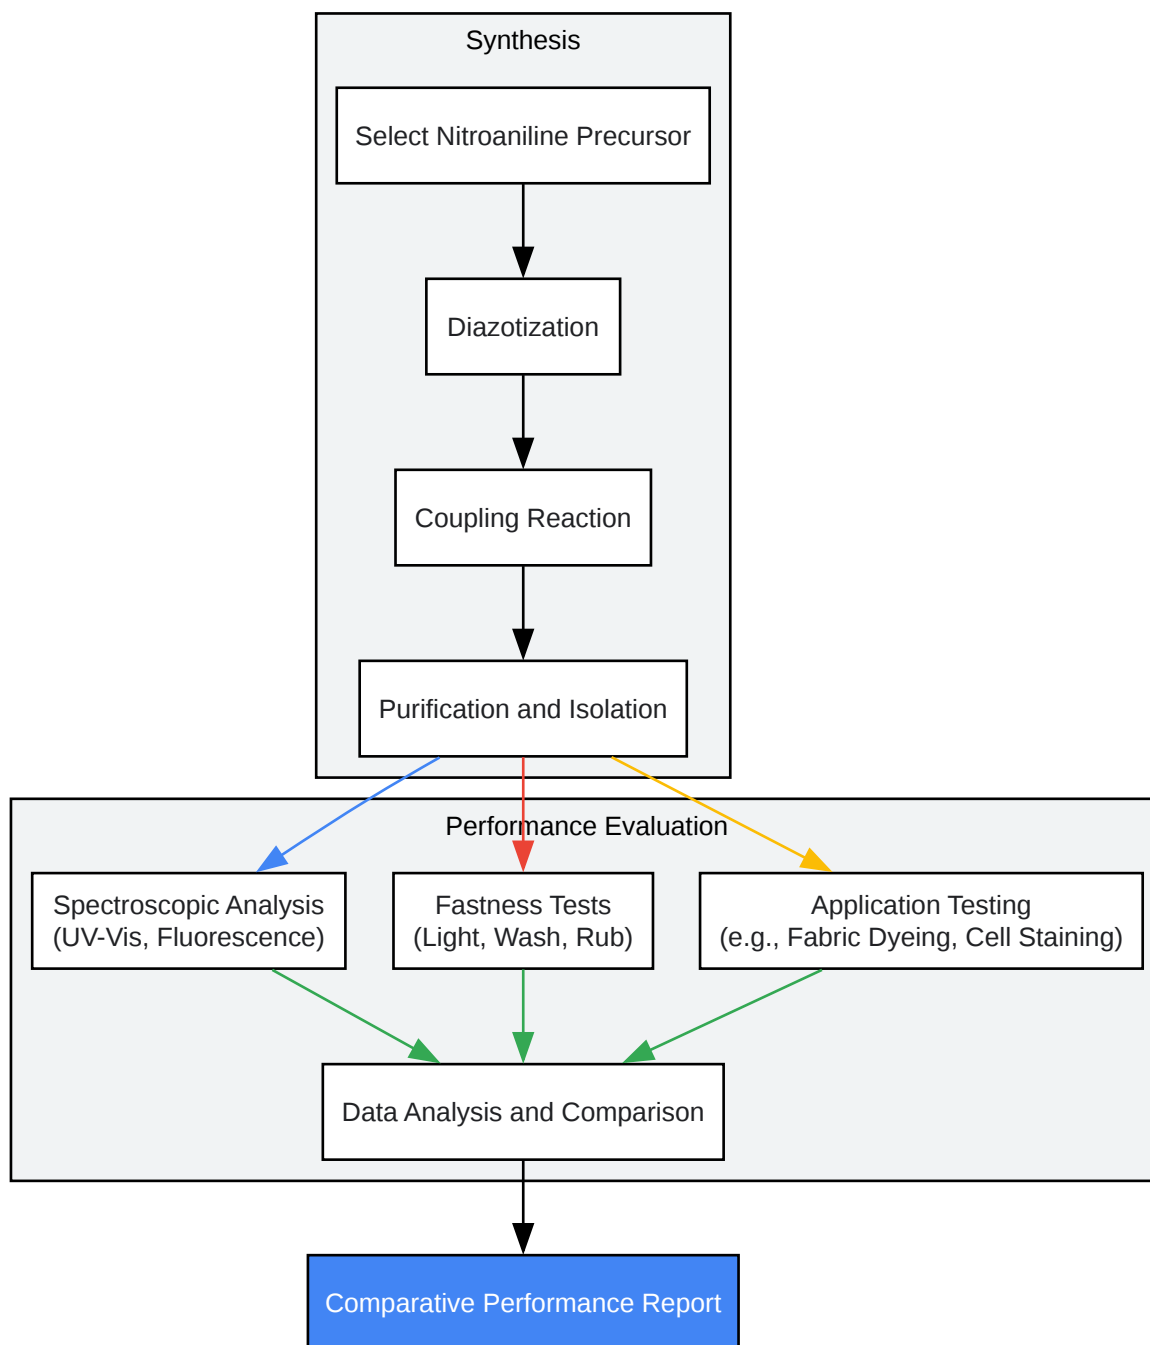 Synthesis
Select Nitroaniline Precursor
Diazotization
Coupling Reaction
Purification and Isolation
Performance Evaluation
Spectroscopic Analysis
(UV-Vis, Fluorescence)
Fastness Tests
(Light, Wash, Rub)
Application Testing
(e.g., Fabric Dyeing, Cell Staining)
Data Analysis and Comparison
Comparative Performance Report